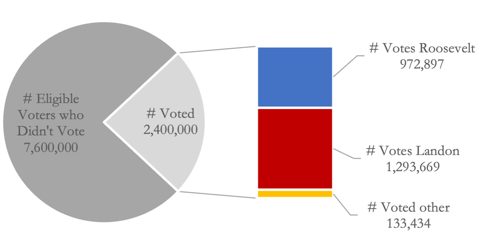 # Eligible
Voters who
Didn't Vote
7,600,000
# Voted
2,400,000
# Votes Roosevelt
972,897
# Votes Landon
1,293,669
# Voted other
133,434